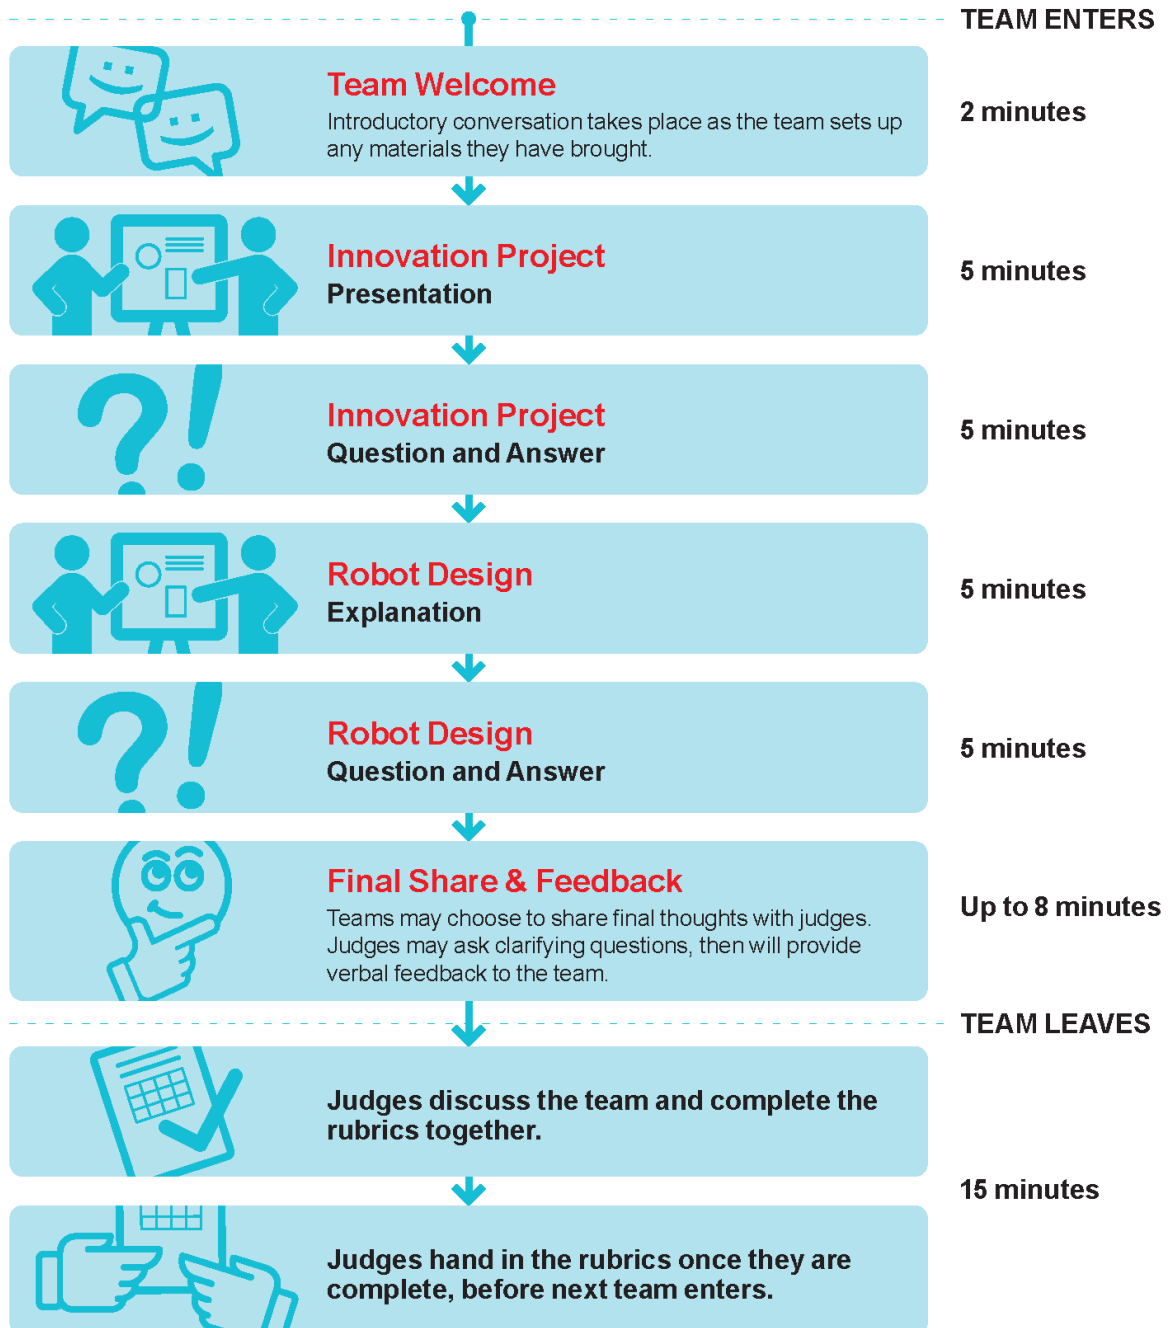 TEAM ENTERS
Team Welcome
Introductory conversation takes place as the team sets up
any materials they have brought.
2 minutes
Innovation Project
Presentation
5 minutes
Innovation Project
Question and Answer
5 minutes
Robot Design
Explanation
5 minutes
Robot Design
Question and Answer
5 minutes
Final Share & Feedback
Teams may choose to share final thoughts with judges.
Judges may ask clarifying questions, then will provide
verbal feedback to the team.
Up to 8 minutes
TEAM LEAVES
Judges discuss the team and complete the
rubrics together.
15 minutes
Judges hand in the rubrics once they are
complete, before next team enters.